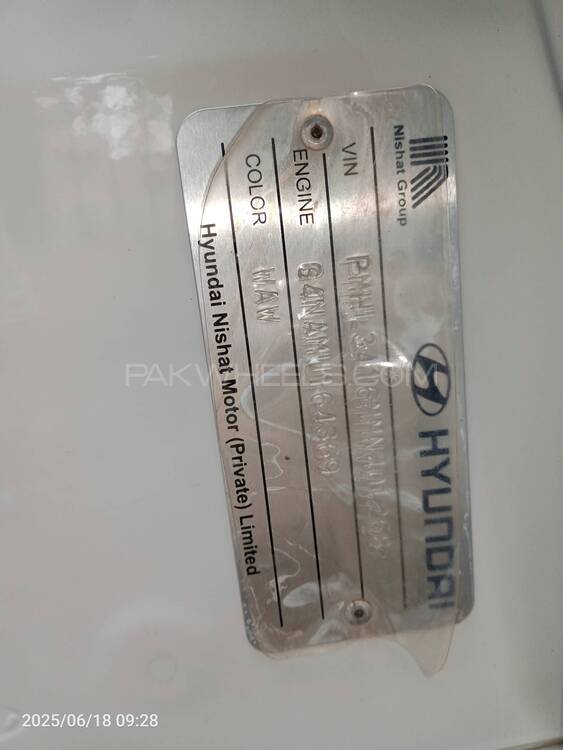 Nishat Group
HYUNDAI
VIN
ENGINE G4NAMU164369
COLOR WAW
Hyundai Nishat Motor (Private) Limited
PAKWHEELS.COM
2025/06/18 09:28